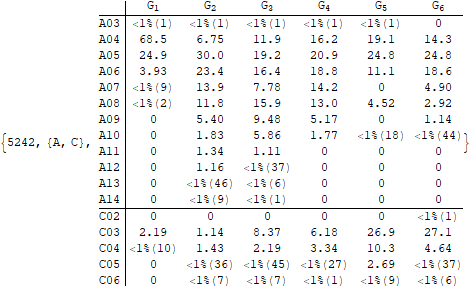 G1 G2 G3 G4 G5 G6
A03 <1%(1) <1%(1) <1%(1) <1%(1) <1%(1) 0
A04 68.5 6.75 11.9 16.2 19.1 14.3
A05 24.9 30.0 19.2 20.9 24.8 24.8
A06 3.93 23.4 16.4 18.8 11.1 18.6
A07 <1%(9) 13.9 7.78 14.2 0 4.90
A08 <1%(2) 11.8 15.9 13.0 4.52 2.92
A09 0 5.40 9.48 5.17 0 1.14
{5242, {A, C}, A10 0 1.83 5.86 1.77 <1%(18) <1%(44) }
A11 0 1.34 1.11 0 0 0
A12 0 1.16 <1%(37) 0 0 0
A13 0 <1%(46) <1%(6) 0 0 0
A14 0 <1%(9) <1%(1) 0 0 0
C02 0 0 0 0 0 <1%(1)
C03 2.19 1.14 8.37 6.18 26.9 27.1
C04 <1%(10) 1.43 2.19 3.34 10.3 4.64
C05 0 <1%(36) <1%(45) <1%(27) 2.69 <1%(37)
C06 0 <1%(7) <1%(7) <1%(1) <1%(9) <1%(6)